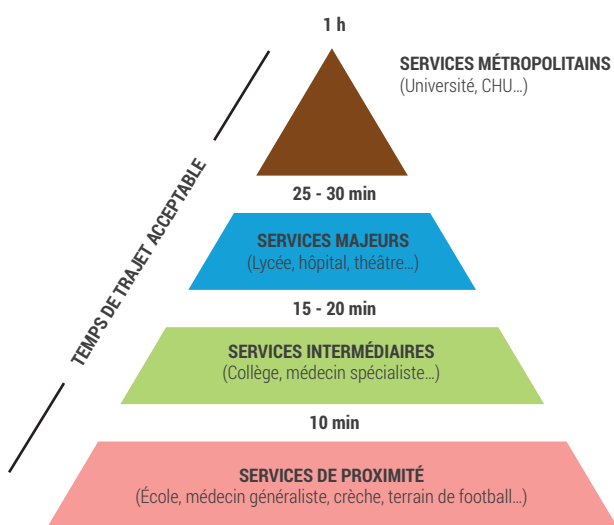 1 h
SERVICES MÉTROPOLITAINS
(Université, CHU...)
TEMPS DE TRAJET ACCEPTABLE
25 - 30 min
SERVICES MAJEURS
(Lycée, hôpital, théâtre...)
15 - 20 min
SERVICES INTERMÉDIAIRES
(Collège, médecin spécialiste...)
10 min
SERVICES DE PROXIMITÉ
(École, médecin généraliste, crèche, terrain de football...)